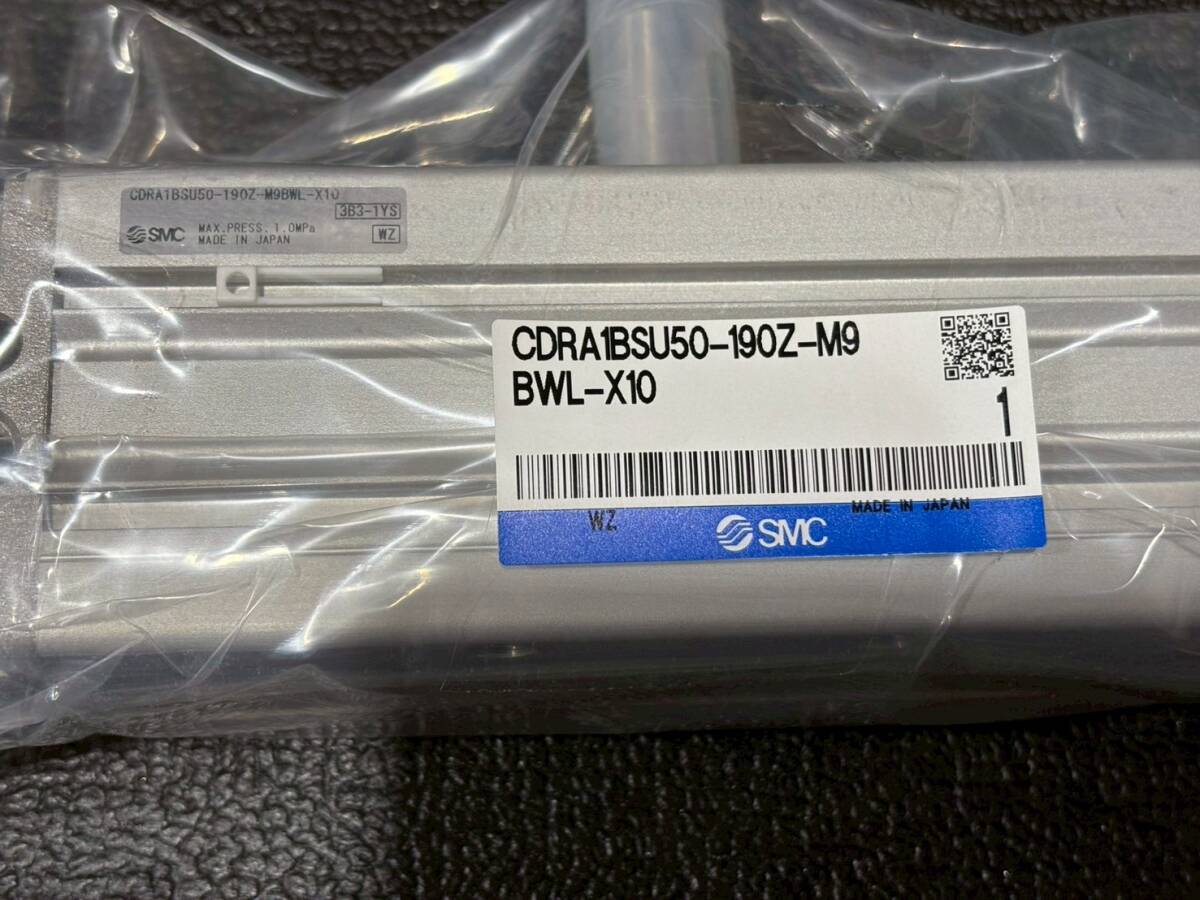 CDRA1BSU50-190Z-M9BWL-X10
3B3-1YS
SMC MAX.PRESS. 1.0MPa
MADE IN JAPAN
WZ
CDRA1BSU50-190Z-M9
BWL-X10
1
WZ
MADE IN JAPAN
SMC